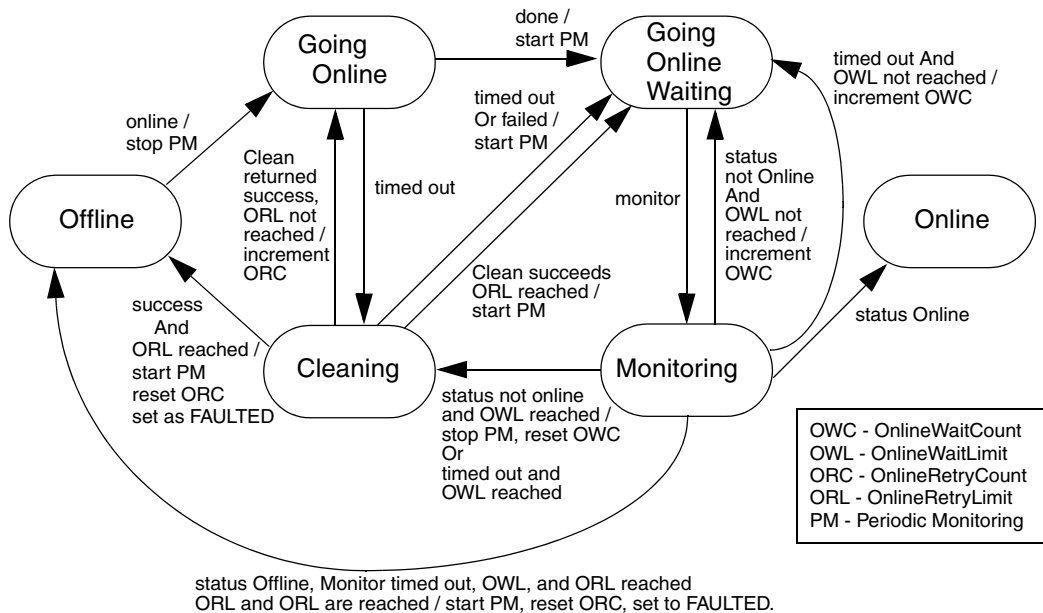 done /
start PM
Going
Online
Going
Online
Waiting
timed out And
OWL not reached /
increment OWC
timed out
Or failed /
start PM
online /
stop PM
Clean
returned
success,
ORL not
reached /
increment
ORC
timed out
monitor
status
not Online
And
OWL not
reached /
increment
OWC
Offline
Online
Clean succeeds
ORL reached /
start PM
success
And
ORL reached /
start PM
reset ORC
set as FAULTED
status Online
Cleaning
Monitoring
status not online
and OWL reached /
stop PM, reset OWC
Or
timed out and
OWL reached
OWC - OnlineWaitCount
OWL - OnlineWaitLimit
ORC - OnlineRetryCount
ORL - OnlineRetryLimit
PM - Periodic Monitoring
status Offline, Monitor timed out, OWL, and ORL reached
ORL and ORL are reached / start PM, reset ORC, set to FAULTED.